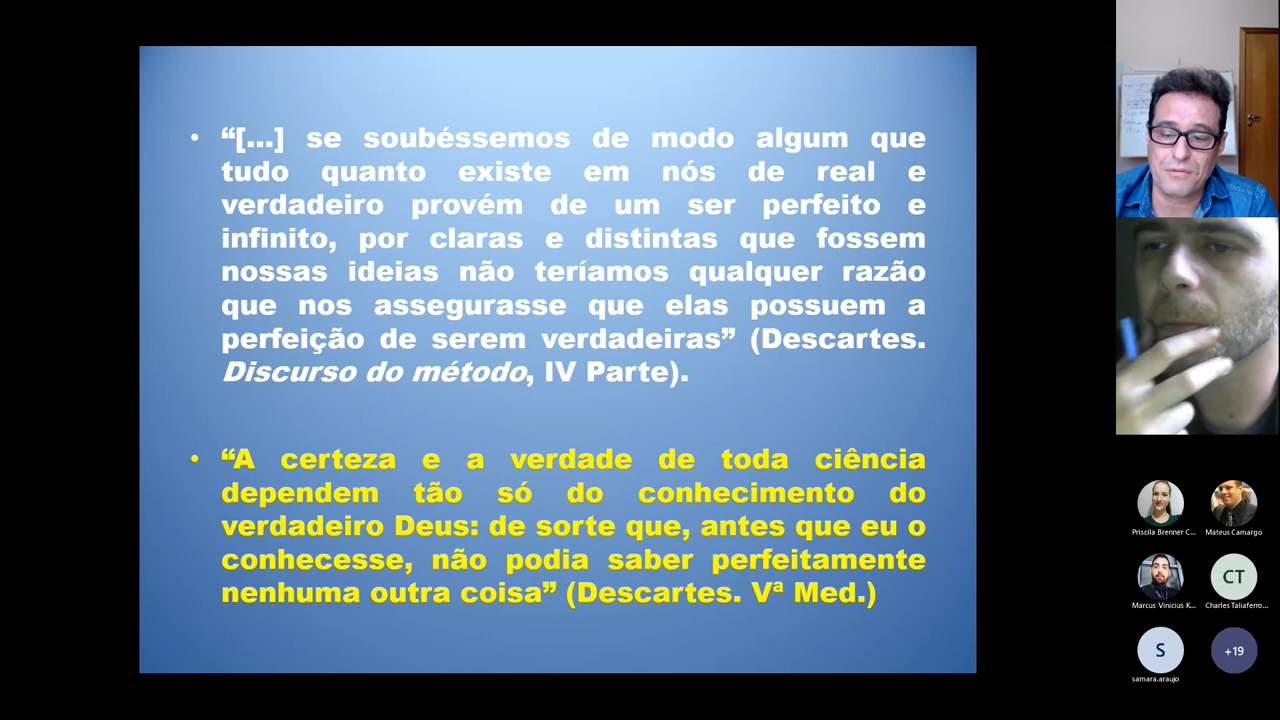 • “[...] se soubéssemos de modo algum que
tudo quanto existe em nós de real e
verdadeiro provém de um ser perfeito e
infinito, por claras e distintas que fossem
nossas ideias não teríamos qualquer razão
que nos assegurasse que elas possuem a
perfeição de serem verdadeiras” (Descartes.
Discurso do método, IV Parte).
• “A certeza e a verdade de toda ciência
dependem tão só do conhecimento do
verdadeiro Deus: de sorte que, antes que eu o
conhecesse, não podia saber perfeitamente
nenhuma outra coisa” (Descartes. Vª Med.)
Priscila Brenner C...
Mateus Camargo
Marcus Vinicius K...
CT
Charles Taliaferro...
S
samara.araujo
+19